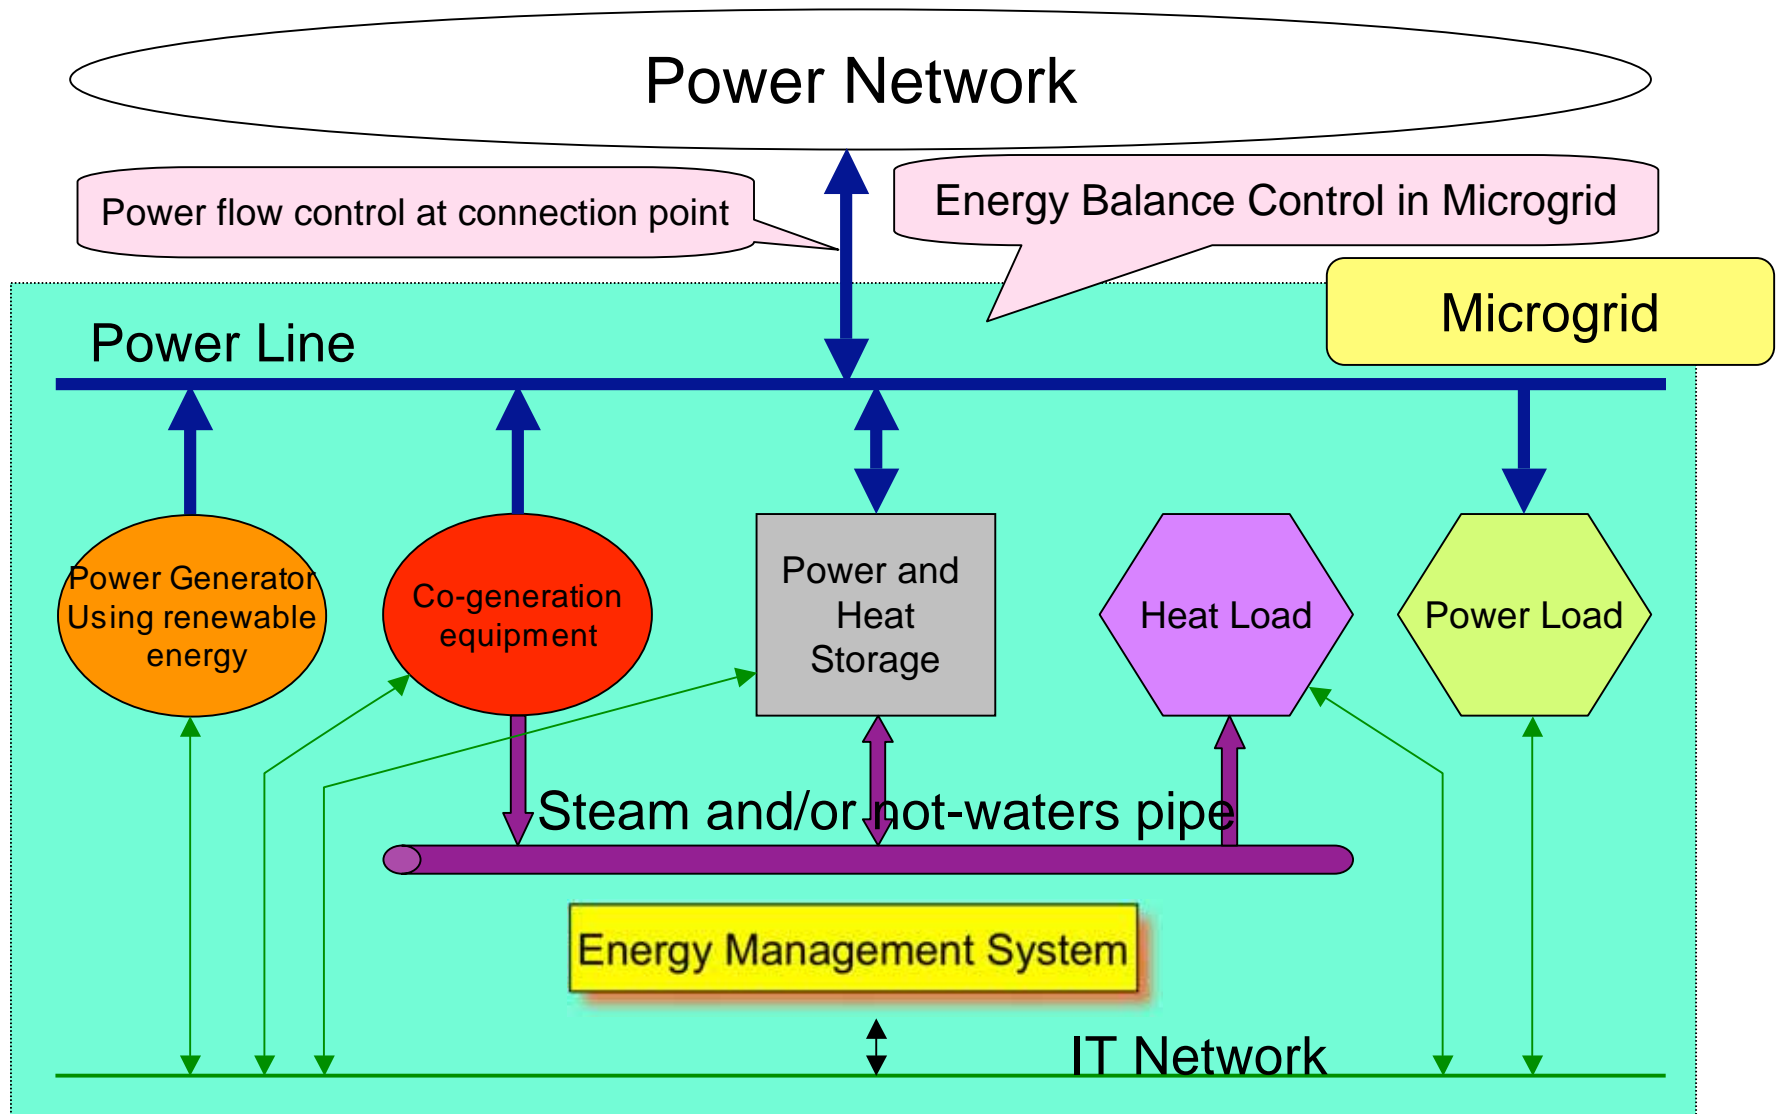 Power Network
Power flow control at connection point
Energy Balance Control in Microgrid
Microgrid
Power Line
Power Generator
Using renewable
energy
Co-generation
equipment
Power and
Heat
Storage
Heat Load
Power Load
Steam and/or not-waters pipe
Energy Management System
IT Network